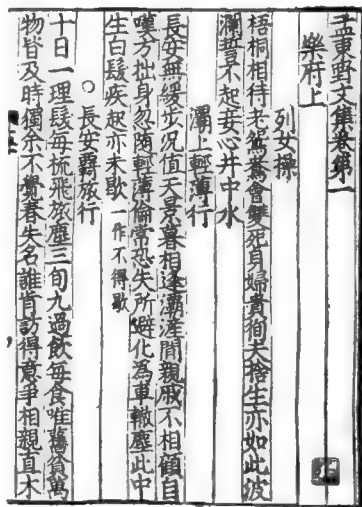 孟東野文集卷第一
樂府上
列女操
梧桐相待老鴛鴦會雙死貞婦貴徇夫捨生亦如此波
瀾誓不起妾心井中水
灞上輕薄行
長安無緩步况值天景暮相逢灞滻間親戚不相顧自
嘆方拙身忽隨輕薄倫常恐失所避化為車轍塵此中
生白髮疾起亦未歇一作不得歇
○長安羇旅行
十日一理髮每梳飛旅塵三旬九過飲每食唯舊貧萬
物皆及時獨余不覺春失名誰肯訪得意爭相親直木